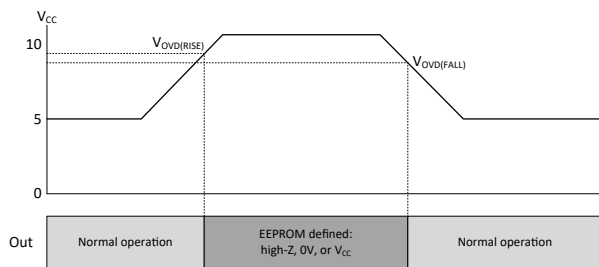 VCC
10
VOVD(RISE)
VOVD(FALL)
5
0
Out
Normal operation
EEPROM defined:
high-Z, 0V, or VCC
Normal operation